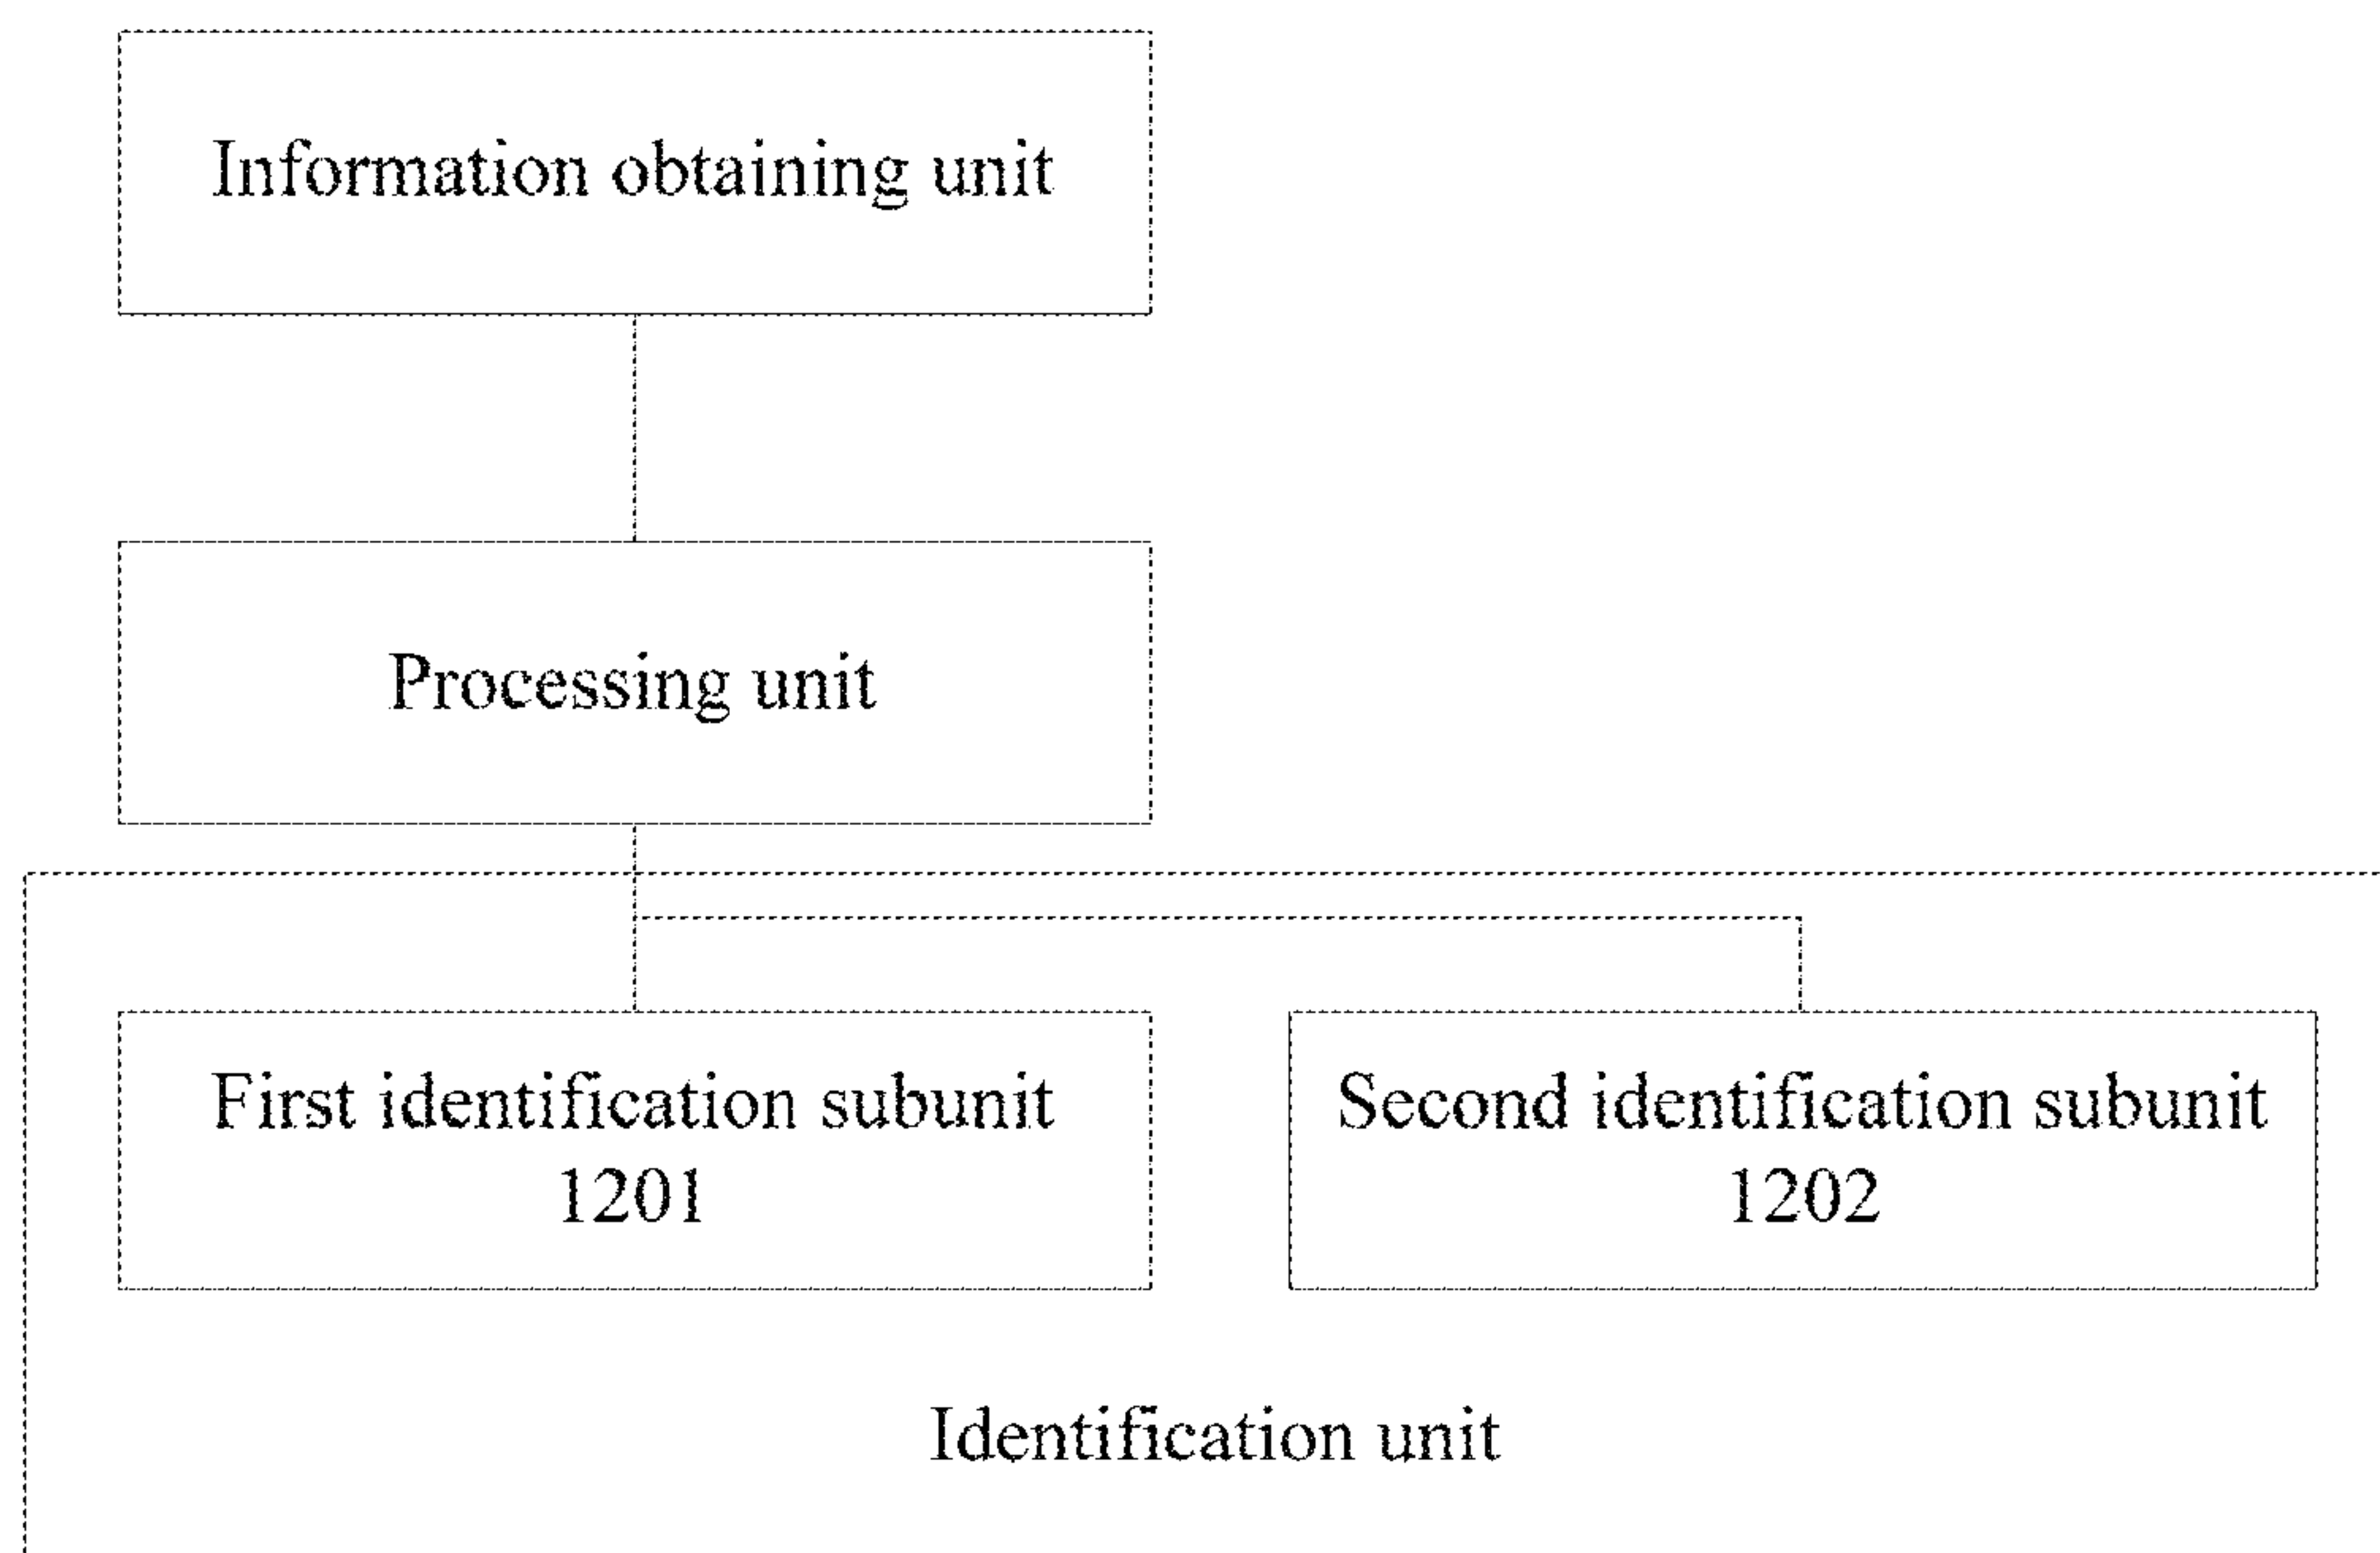 Information obtaining unit
Processing unit
First identification subunit
1201
Second identification subunit
1202
Identification unit